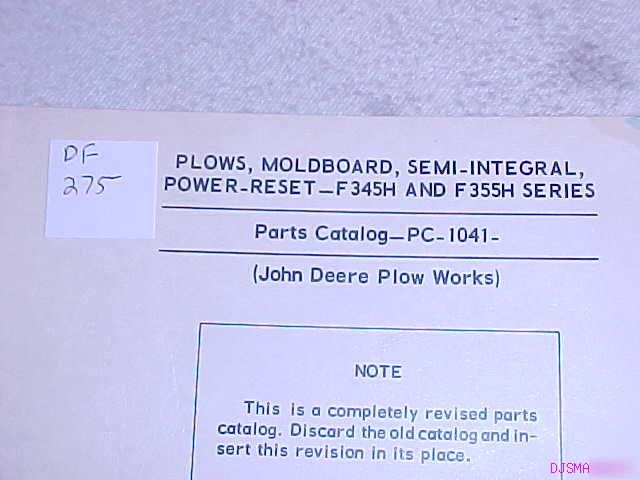 DF
275
PLOWS, MOLDBOARD, SEMI-INTEGRAL,
POWER-RESET—F345H AND F355H SERIES
Parts Catalog—PC-1041-
(John Deere Plow Works)
NOTE
This is a completely revised parts
catalog. Discard the old catalog and in-
sert this revision in its place.
DJSMA